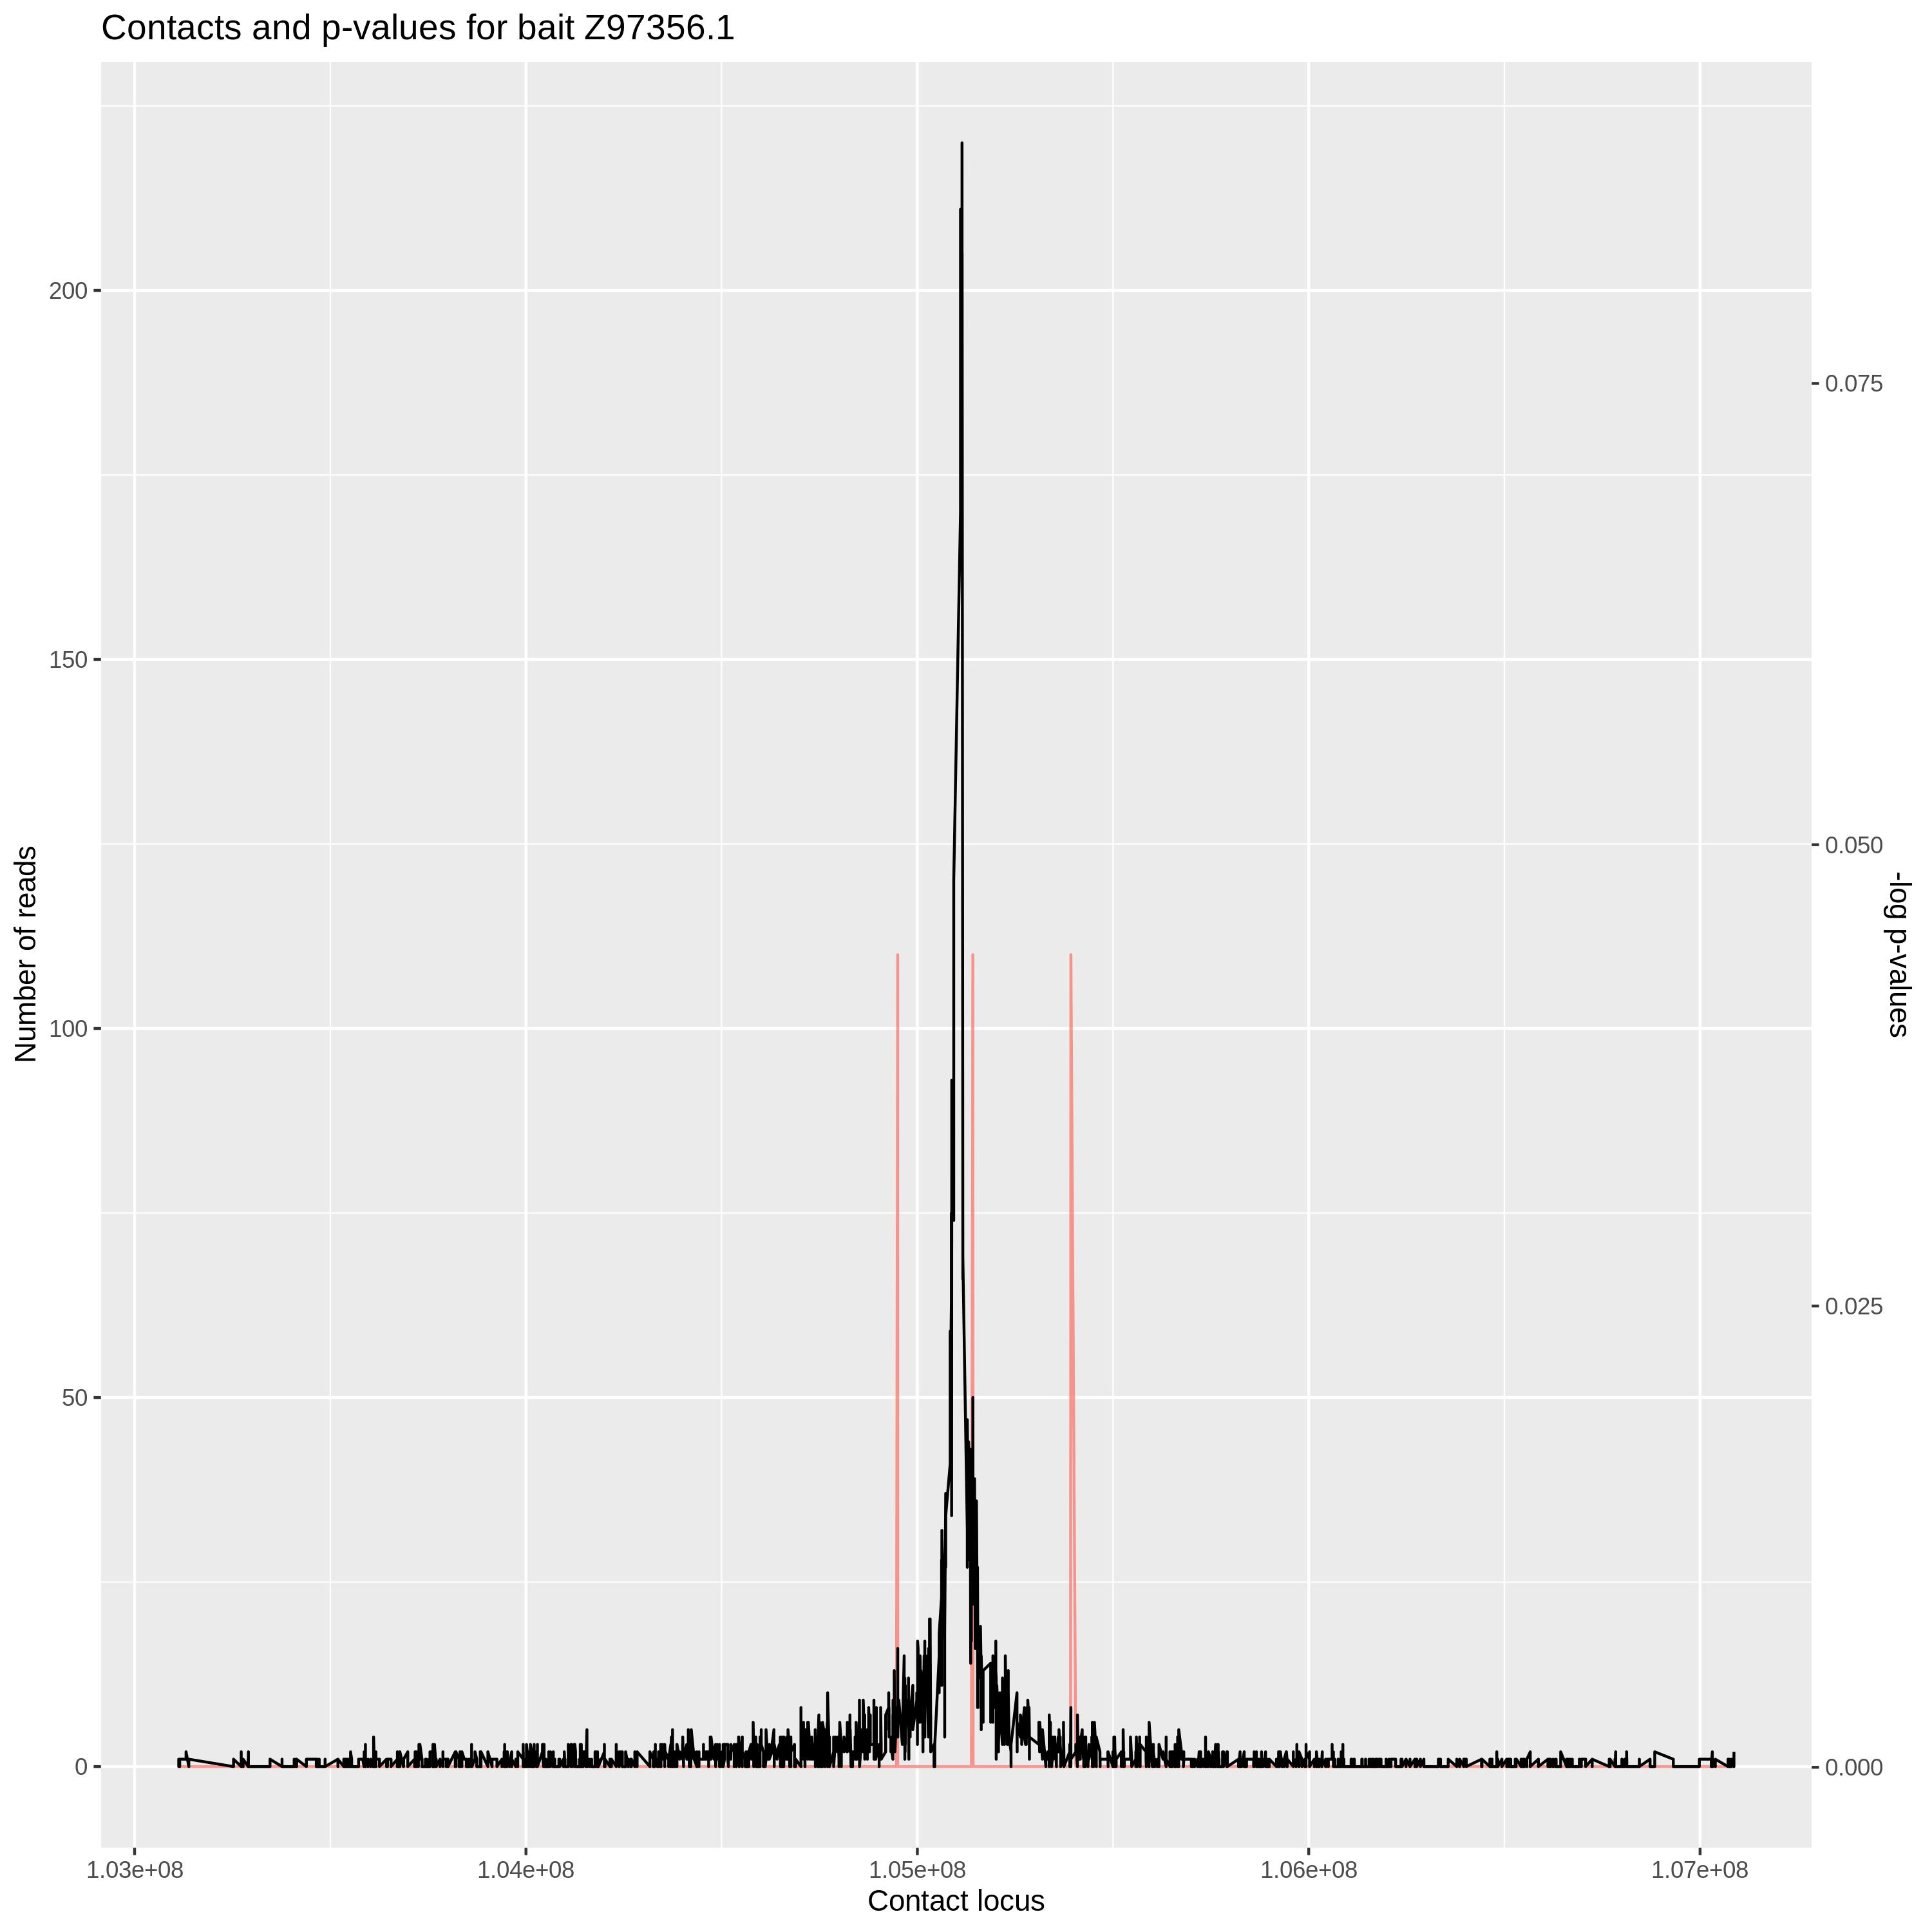 Contacts and p-values for bait Z97356.1
200
150
100
50
0
Number of reads
0.075
0.050
0.025
0.000
-log p-values
1.03e+08
1.04e+08
1.05e+08
1.06e+08
1.07e+08
Contact locus